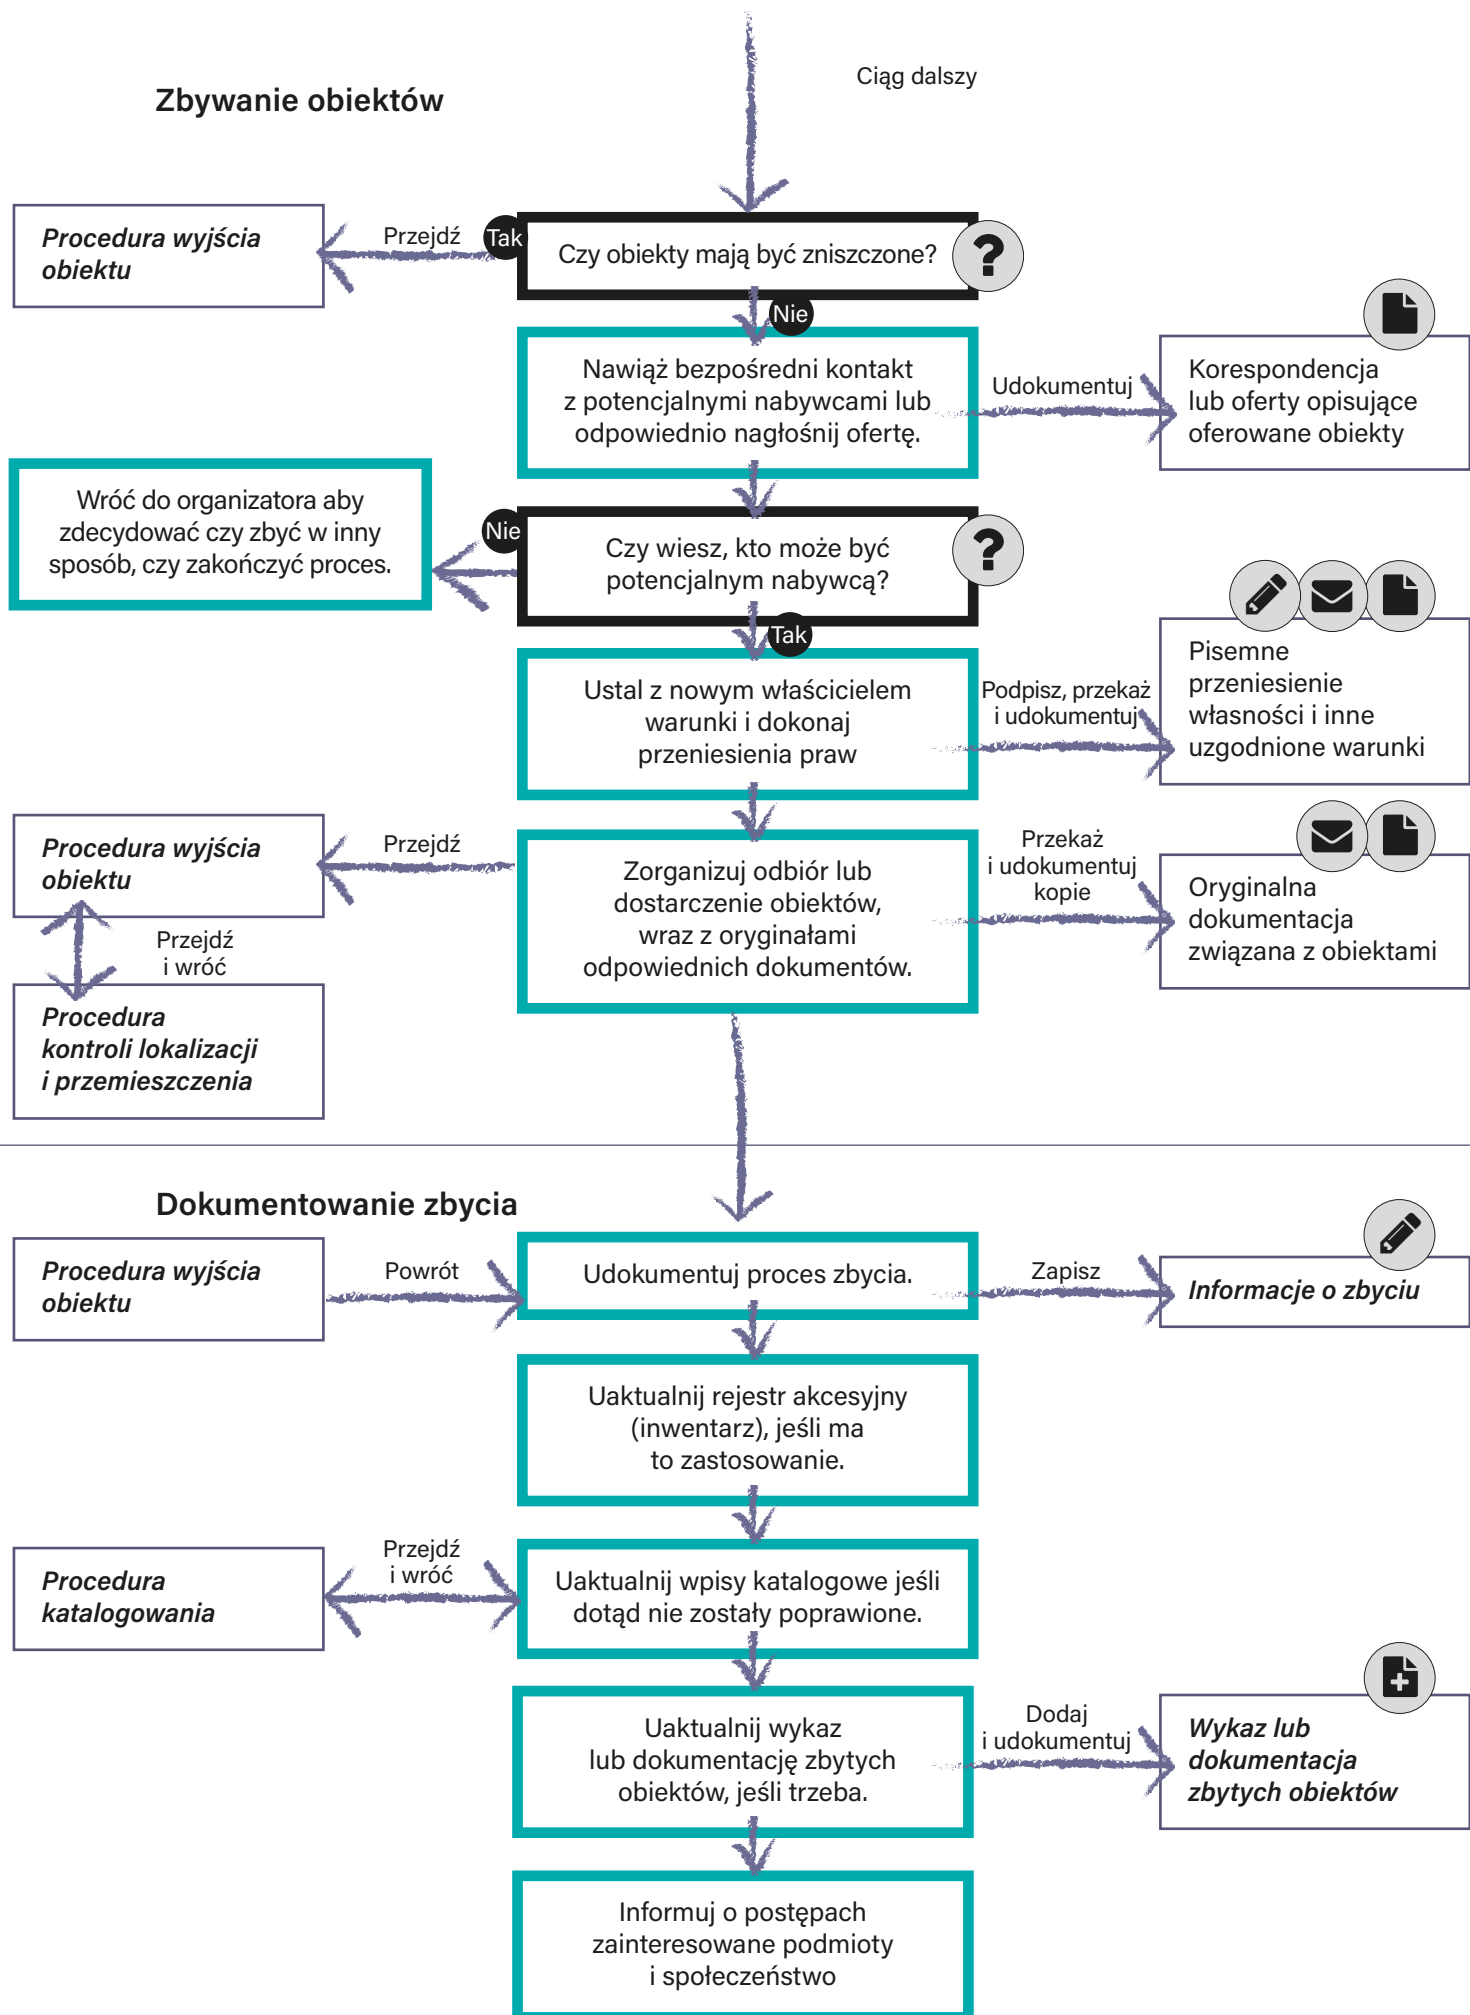 Ciąg dalszy
Zbywanie obiektów
Procedura wyjścia
obiektu
Przejdź
Tak
Czy obiekty mają być zniszczone?
?
Nie
Nawiąż bezpośredni kontakt
z potencjalnymi nabywcami lub
odpowiednio nagłośnij ofertę.
Udokumentuj
Korespondencja
lub oferty opisujące
oferowane obiekty
Wróć do organizatora aby
zdecydować czy zbyć w inny
sposób, czy zakończyć proces.
Nie
Czy wiesz, kto może być
potencjalnym nabywcą?
?
Tak
Ustal z nowym właścicielem
warunki i dokonaj
przeniesienia praw
Podpisz, przekaż
i udokumentuj
Pisemne
przeniesienie
własności i inne
uzgodnione warunki
Procedura wyjścia
obiektu
Przejdź
Zorganizuj odbiór lub
dostarczenie obiektów,
wraz z oryginałami
odpowiednich dokumentów.
Przekaż
i udokumentuj
kopie
Oryginalna
dokumentacja
związana z obiektami
Przejdź
i wróć
Procedura
kontroli lokalizacji
i przemieszczenia
Dokumentowanie zbycia
Procedura wyjścia
obiektu
Powrót
Udokumentuj proces zbycia.
Zapisz
Informacje o zbyciu
Uaktualnij rejestr akcesyjny
(inwentarz), jeśli ma
to zastosowanie.
Procedura
katalogowania
Przejdź
i wróć
Uaktualnij wpisy katalogowe jeśli
dotąd nie zostały poprawione.
Uaktualnij wykaz
lub dokumentację zbytych
obiektów, jeśli trzeba.
Dodaj
i udokumentuj
Wykaz lub
dokumentacja
zbytych obiektów
Informuj o postępach
zainteresowane podmioty
i społeczeństwo